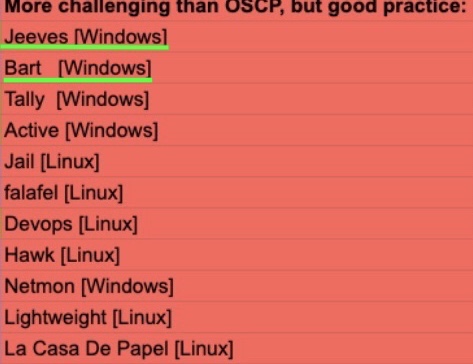 More challenging than OSCP, but good practice:
Jeeves [Windows]
Bart [Windows]
Tally [Windows]
Active [Windows]
Jail [Linux]
falafel [Linux]
Devops [Linux]
Hawk [Linux]
Netmon [Windows]
Lightweight [Linux]
La Casa De Papel [Linux]